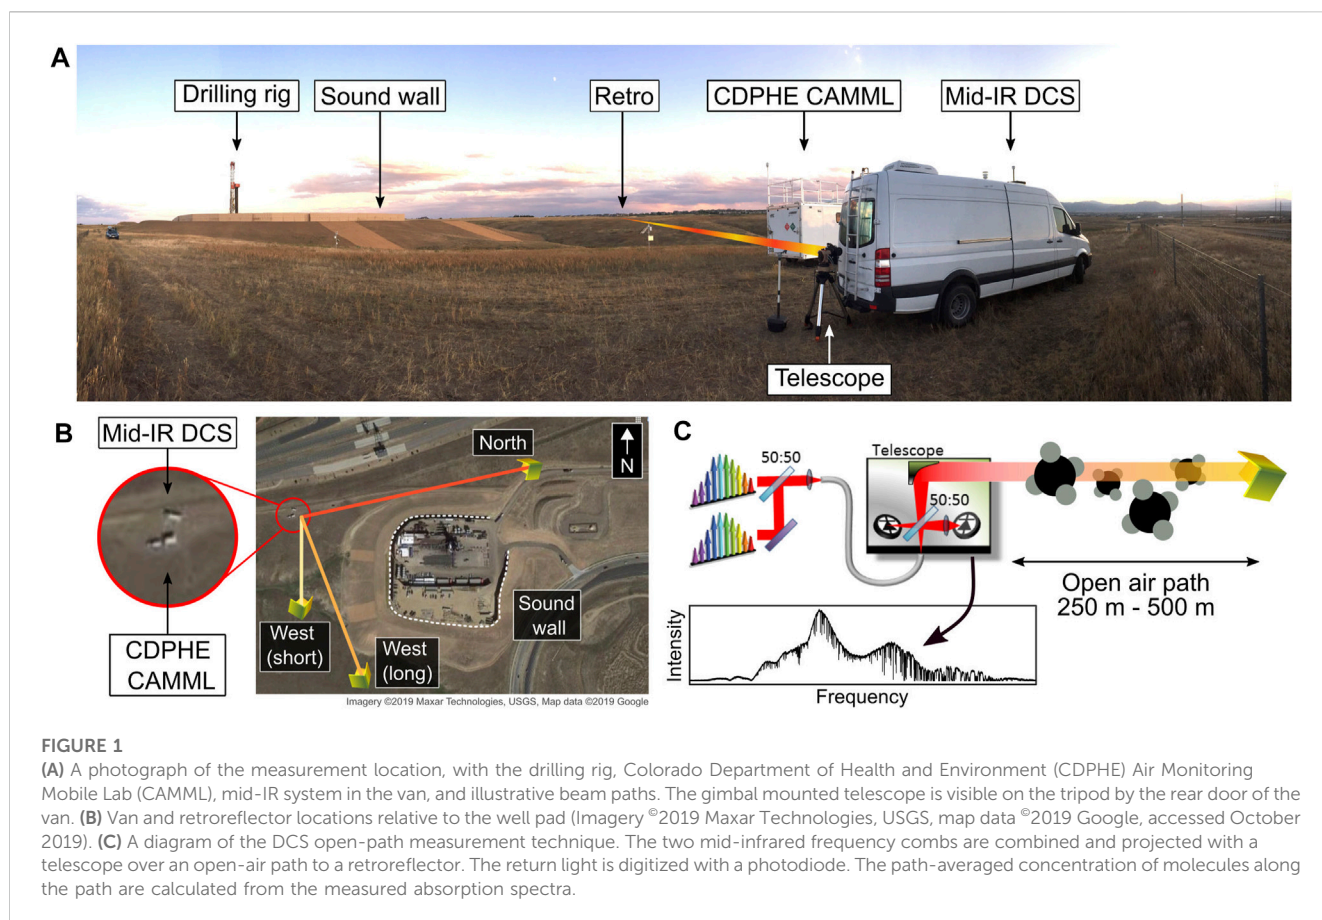 A
Drilling rig
Sound wall
Retro
CDPHE CAMML
Mid-IR DCS
Telescope
B
Mid-IR DCS
CDPHE
CAMML
North
N
West
(short)
West
(long)
Sound
wall
Imagery ©2019 Maxar Technologies, USGS, Map data ©2019 Google
C
50:50
Telescope
50:50
Open air path
250 m - 500 m
Intensity
Frequency
FIGURE 1
(A) A photograph of the measurement location, with the drilling rig, Colorado Department of Health and Environment (CDPHE) Air Monitoring
Mobile Lab (CAMML), mid-IR system in the van, and illustrative beam paths. The gimbal mounted telescope is visible on the tripod by the rear door of the
van. (B) Van and retroreflector locations relative to the well pad (Imagery ©2019 Maxar Technologies, USGS, map data ©2019 Google, accessed October
2019). (C) A diagram of the DCS open-path measurement technique. The two mid-infrared frequency combs are combined and projected with a
telescope over an open-air path to a retroreflector. The return light is digitized with a photodiode. The path-averaged concentration of molecules along
the path are calculated from the measured absorption spectra.